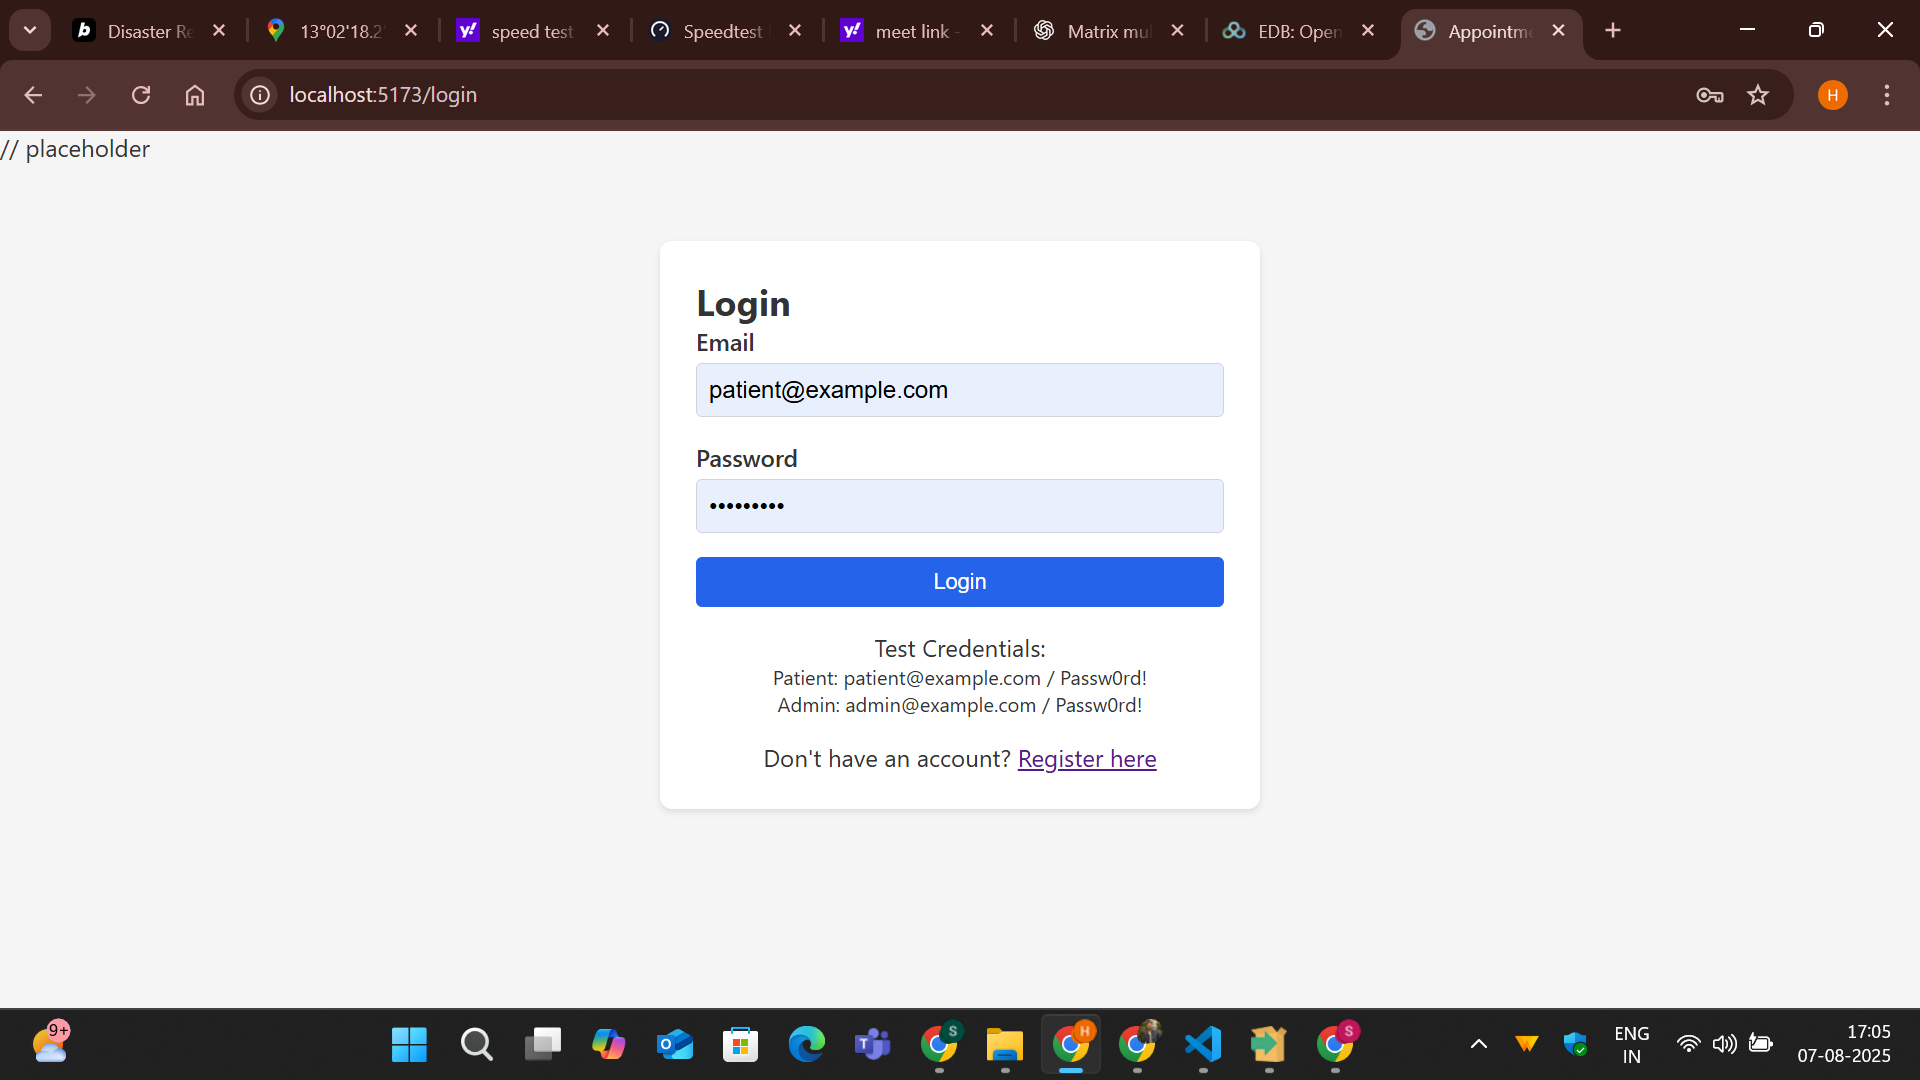 Disaster Re
13°02'18.2"
speed test
Speedtest
meet link -
Matrix mul
EDB: Open
Appointme
localhost:5173/login
H
// placeholder
Login
Email
patient@example.com
Password
•••••••••
Login
Test Credentials:
Patient: patient@example.com / Passw0rd!
Admin: admin@example.com / Passw0rd!
Don't have an account? Register here
9+
S
H
S
ENG
IN
17:05
07-08-2025